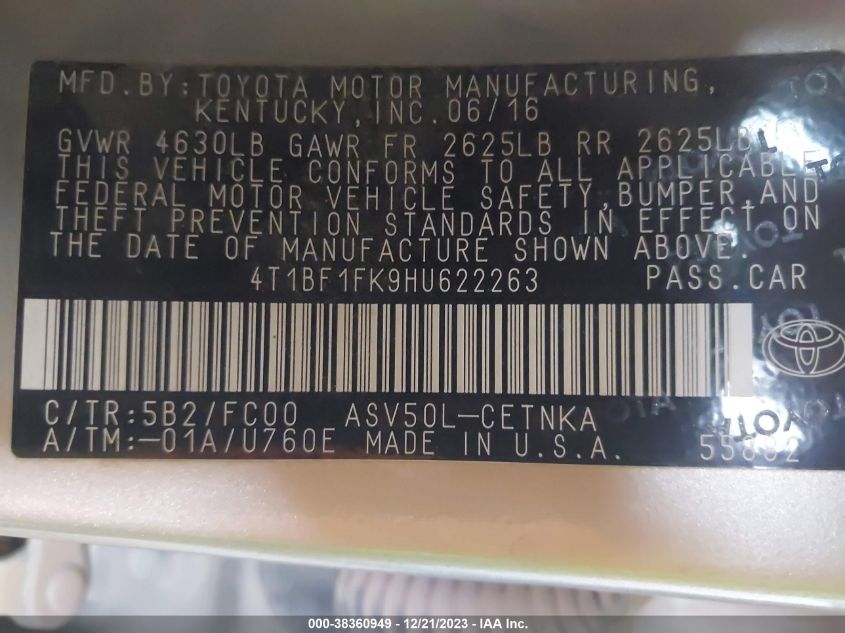 MFD.BY:TOYOTA MOTOR MANUFACTURING,
KENTUCKY,INC.06/16
GVWR 4630LB GAWR FR 2625LB RR 2625LB
THIS VEHICLE CONFORMS TO ALL APPLICABLE
FEDERAL MOTOR VEHICLE SAFETY,BUMPER,AND
THEFT PREVENTION STANDARDS IN EFFECT ON
THE DATE OF MANUFACTURE SHOWN ABOVE.
4T1BF1FK9HU622263 PASS.CAR
C/TR:5B2/FC00 ASV50L-CETNKA
A/TM:-01A/U760E MADE IN U.S.A.
000-38360949 - 12/21/2023 - IAA Inc.